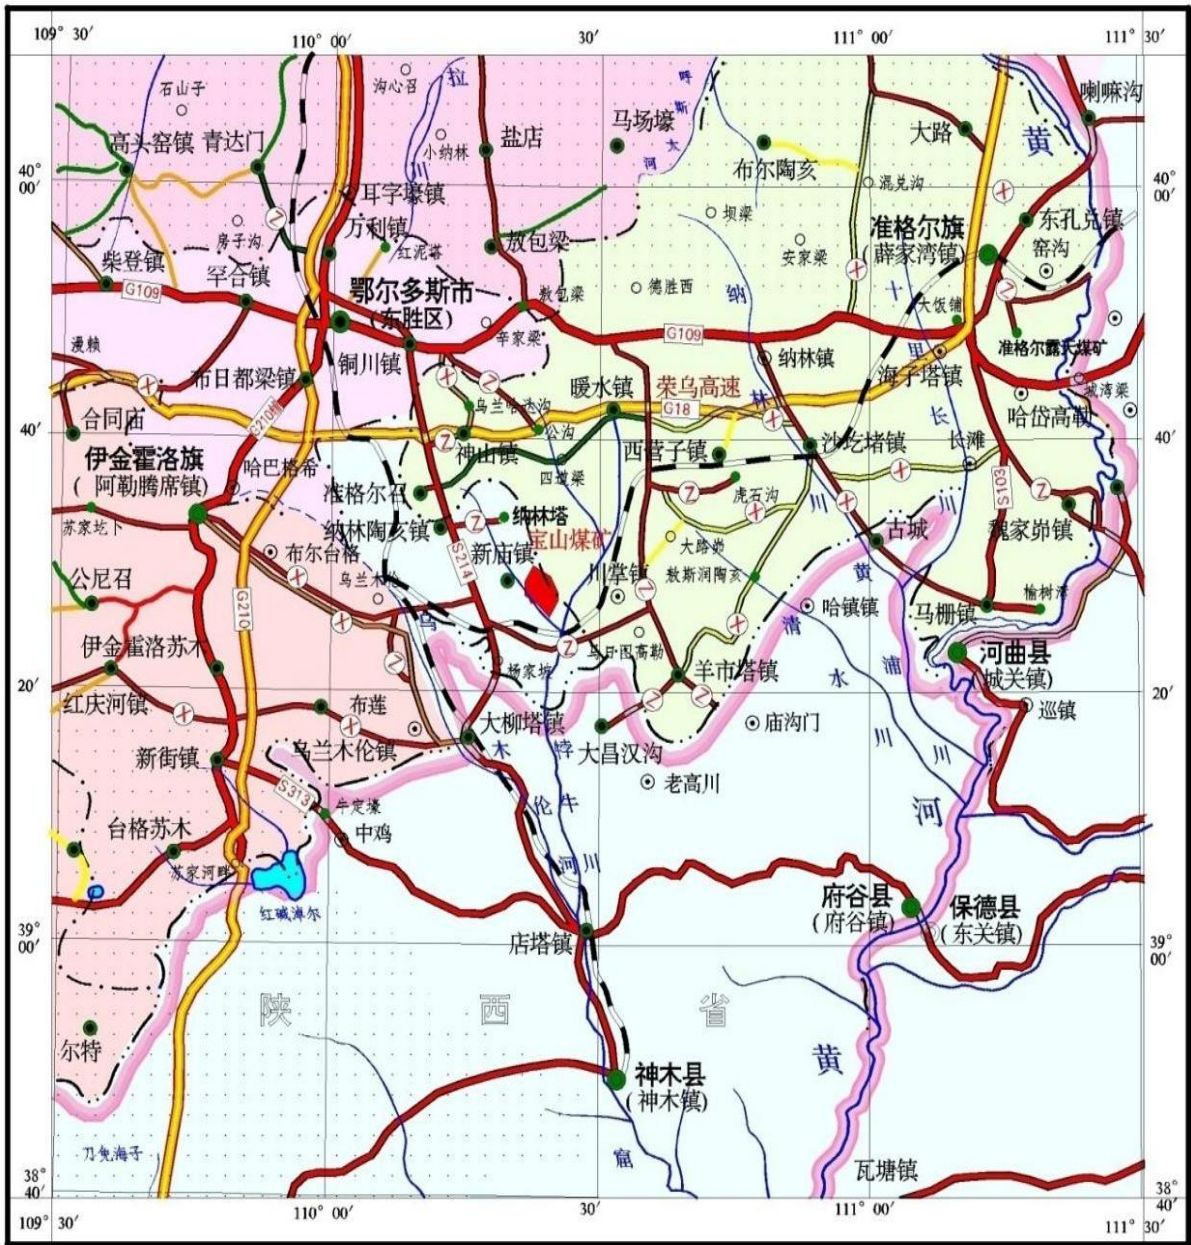 109° 30′
110° 00′
30′
111° 00′
111° 30′
石山子
沟心召
拉
呼
斯
太
河
喇嘛沟
高头窑镇
青达门
小纳林
川
盐店
马场壕
布尔陶亥
大路
黄
40°
00′
40°
00′
耳字壕镇
混兑沟
房子沟
万利镇
红泥塔
敖包梁
坝梁
安家梁
准格尔旗
(薛家湾镇)
东孔兑镇
窑沟
柴登镇
罕台镇
G109
鄂尔多斯市
(东胜区)
敖包梁
德胜西
纳
十
大饭铺
漫赖
铜川镇
辛家梁
G109
纳林镇
里
准格尔露天煤矿
布日都梁镇
暖水镇
荣乌高速
G18
海子塔镇
城湾梁
合同庙
乌兰哈达沟
公沟
林
长
哈岱高勒
40′
40′
伊金霍洛旗
(阿勒腾席镇)
哈巴格希
神山镇
四道梁
西营子镇
沙圪堵镇
长滩
准格尔召
虎石沟
川
川
S103
苏家圪卜
纳林陶亥镇
纳林塔
宝山煤矿
新庙镇
大路峁
古城
魏家峁镇
布尔台格
乌兰木伦
S214
川掌镇
敖斯润陶亥
黄
公尼召
G210
乌
哈镇镇
马栅镇
榆树湾
清
伊金霍洛苏木
马日图高勒
杨家坡
羊市塔镇
水
浦
河曲县
(城关镇)
20′
20′
红庆河镇
布莲
川
川
巡镇
新街镇
乌兰木伦镇
大柳塔镇
木
悖
大昌汉沟
庙沟门
老高川
S313
牛定壕
中鸡
伦
牛
河
台格苏木
苏家河畔
河
川
红碱淖尔
府谷县
(府谷镇)
保德县
(东关镇)
39°
00′
店塔镇
39°
00′
陕 西 省
尔特
黄
神木县
(神木镇)
刀兔海子
窟
瓦塘镇
38°
40′
38°
40′
109° 30′
110° 00′
30′
111° 00′
111° 30′